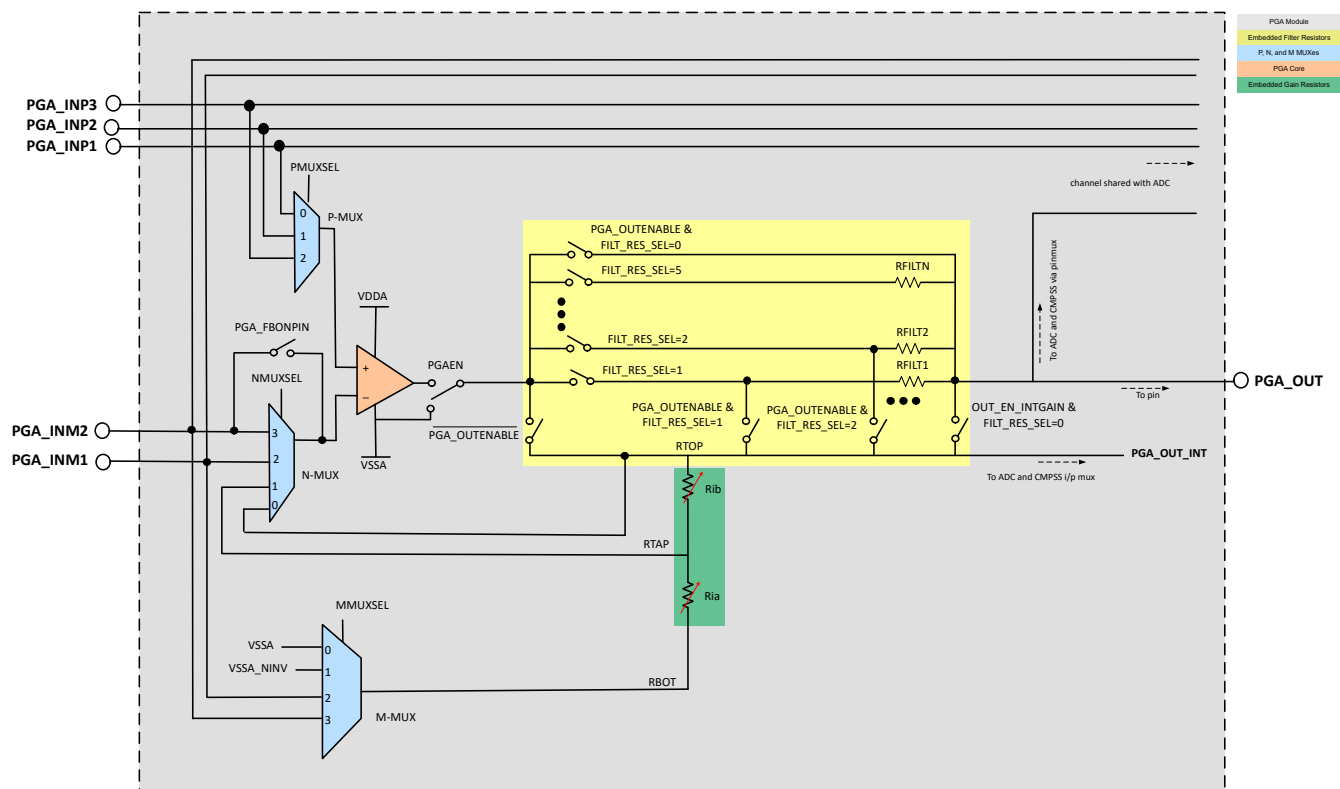 PGA Module
Embedded Filter Resistors
P, N, and M MUXes
PGA Core
Embedded Gain Resistors
PGA_INP3
PGA_INP2
PGA_INP1
PMUXSEL
P-MUX
0
1
2
channel shared with ADC
To ADC and CMPSS via pinmux
PGA_OUTENABLE &
FILT_RES_SEL=0
FILT_RES_SEL=5
RFILTN
VDDA
PGA_FBONPIN
FILT_RES_SEL=2
RFILT2
PGAEN
FILT_RES_SEL=1
RFILT1
+
–
NMUXSEL
PGA_OUT
To pin
PGA_OUTENABLE &
FILT_RES_SEL=1
PGA_OUTENABLE &
FILT_RES_SEL=2
OUT_EN_INTGAIN &
FILT_RES_SEL=0
PGA_INM2
PGA_INM1
3
2
1
0
N-MUX
PGA_OUTENABLE
VSSA
RTOP
PGA_OUT_INT
To ADC and CMPSS i/p mux
Rib
RTAP
Ria
MMUXSEL
VSSA
VSSA_NINV
0
1
2
3
RBOT
M-MUX